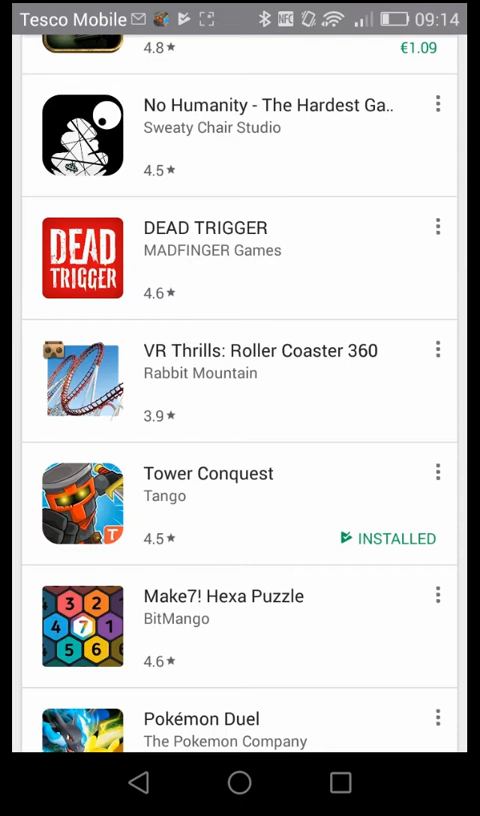 Tesco Mobile NFC 09:14
4.8★ €1.09
No Humanity - The Hardest Ga..
Sweaty Chair Studio
4.5★
DEAD TRIGGER
DEAD TRIGGER
MADFINGER Games
4.6★
VR Thrills: Roller Coaster 360
Rabbit Mountain
3.9★
Tower Conquest
Tango
T
4.5★ INSTALLED
Make7! Hexa Puzzle
4 3 2 1
4 7 1
5 6
BitMango
4.6★
Pokémon Duel
The Pokemon Company